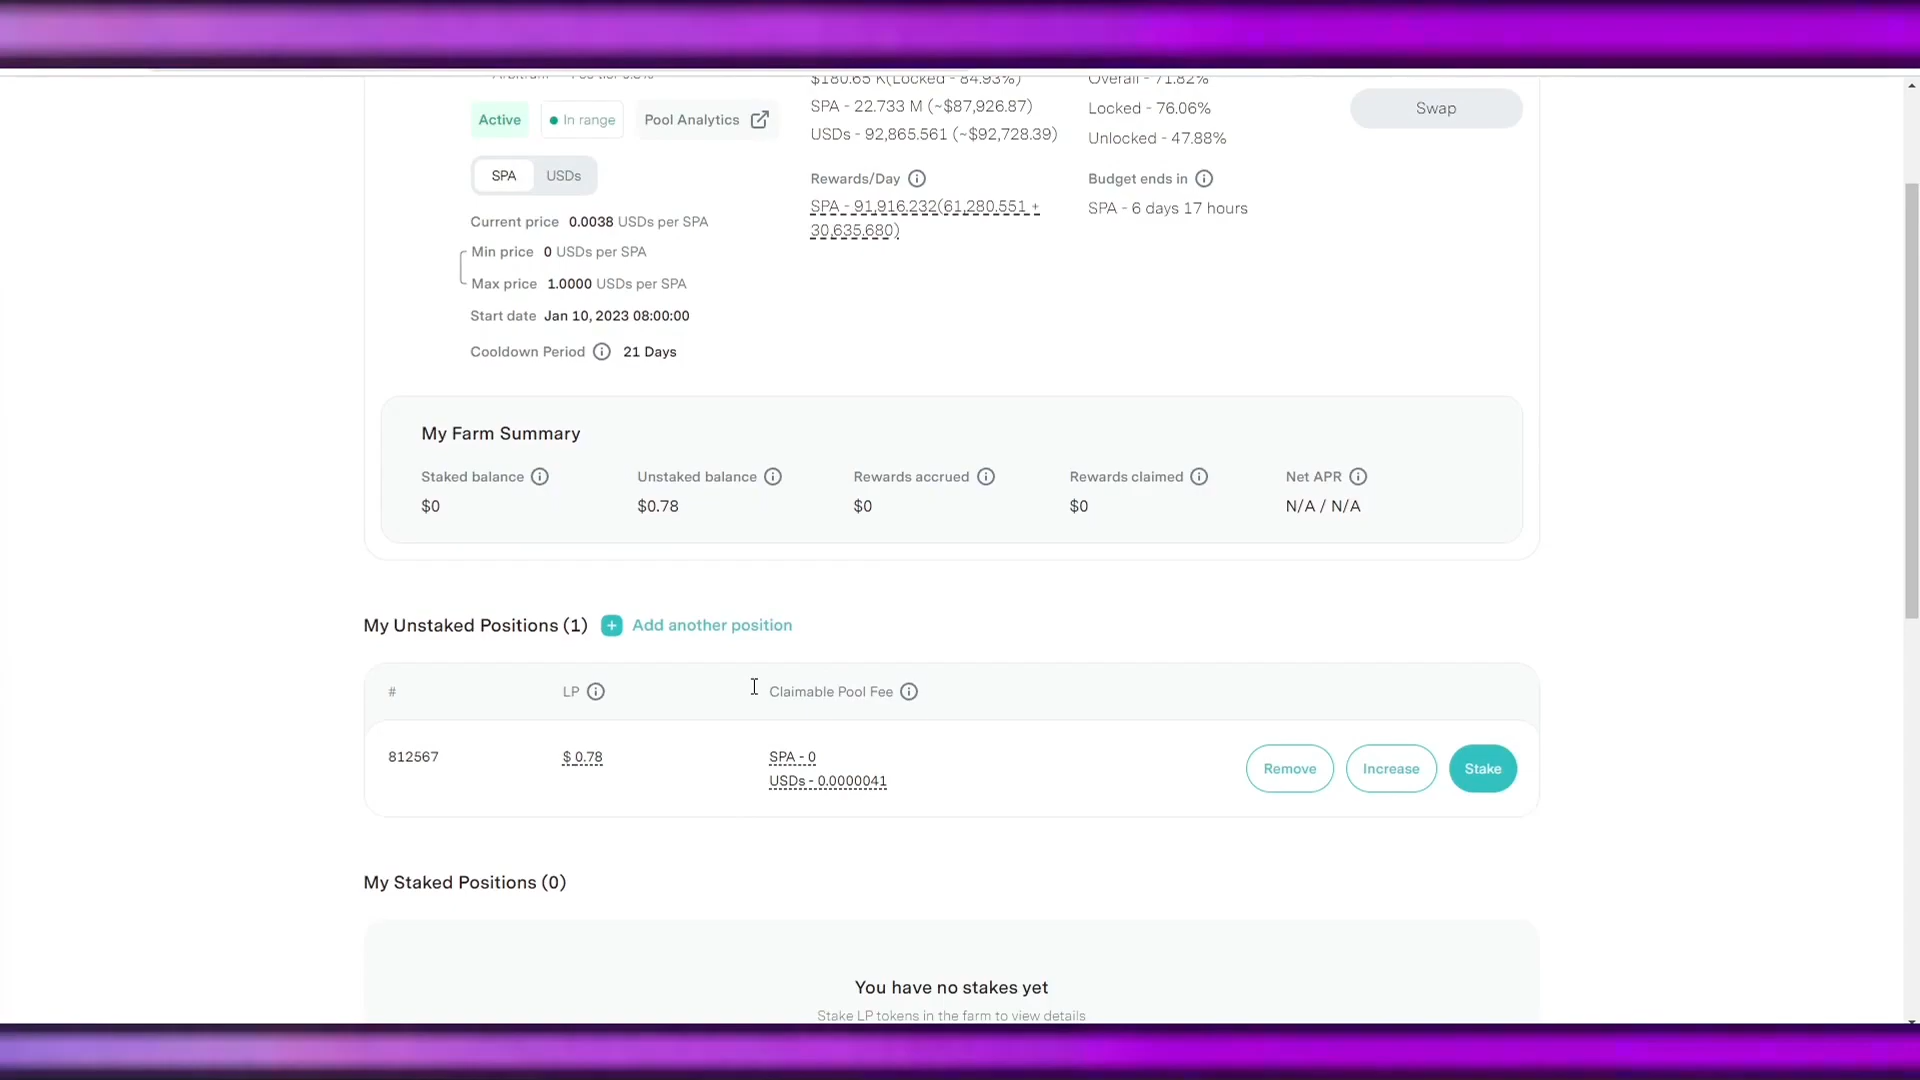 $180.65 K(Locked - 84.93%)
Overall - 71.82%
SPA - 22.733 M (~$87,926.87)
Locked - 76.06%
Swap
Active
In range
Pool Analytics
USDs - 92,865.561 (~$92,728.39)
Unlocked - 47.88%
SPA
USDs
Rewards/Day
Budget ends in
SPA - 91,916.232(61,280.551 +
30,635.680)
SPA - 6 days 17 hours
Current price 0.0038 USDs per SPA
Min price 0 USDs per SPA
Max price 1.0000 USDs per SPA
Start date Jan 10, 2023 08:00:00
Cooldown Period 21 Days
My Farm Summary
Staked balance
Unstaked balance
Rewards accrued
Rewards claimed
Net APR
$0
$0.78
$0
$0
N/A / N/A
My Unstaked Positions (1)
+ Add another position
#
LP
Claimable Pool Fee
812567
$ 0.78
SPA - 0
USDs - 0.0000041
Remove
Increase
Stake
My Staked Positions (0)
You have no stakes yet
Stake LP tokens in the farm to view details